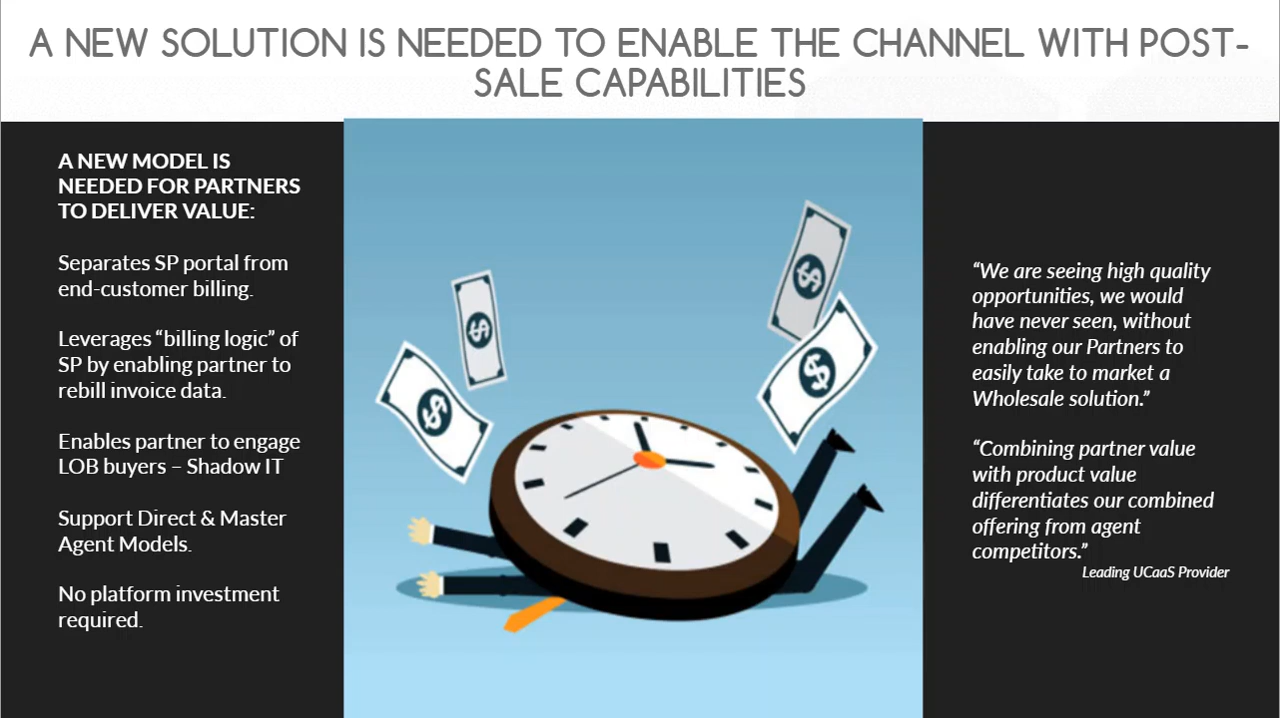 A NEW SOLUTION IS NEEDED TO ENABLE THE CHANNEL WITH POST-
SALE CAPABILITIES
A NEW MODEL IS
NEEDED FOR PARTNERS
TO DELIVER VALUE:
Separates SP portal from
end-customer billing.
Leverages “billing logic” of
SP by enabling partner to
rebill invoice data.
Enables partner to engage
LOB buyers – Shadow IT
Support Direct & Master
Agent Models.
No platform investment
required.
$
$
$
$
“We are seeing high quality
opportunities, we would
have never seen, without
enabling our Partners to
easily take to market a
Wholesale solution.”
“Combining partner value
with product value
differentiates our combined
offering from agent
competitors.”
Leading UCaaS Provider